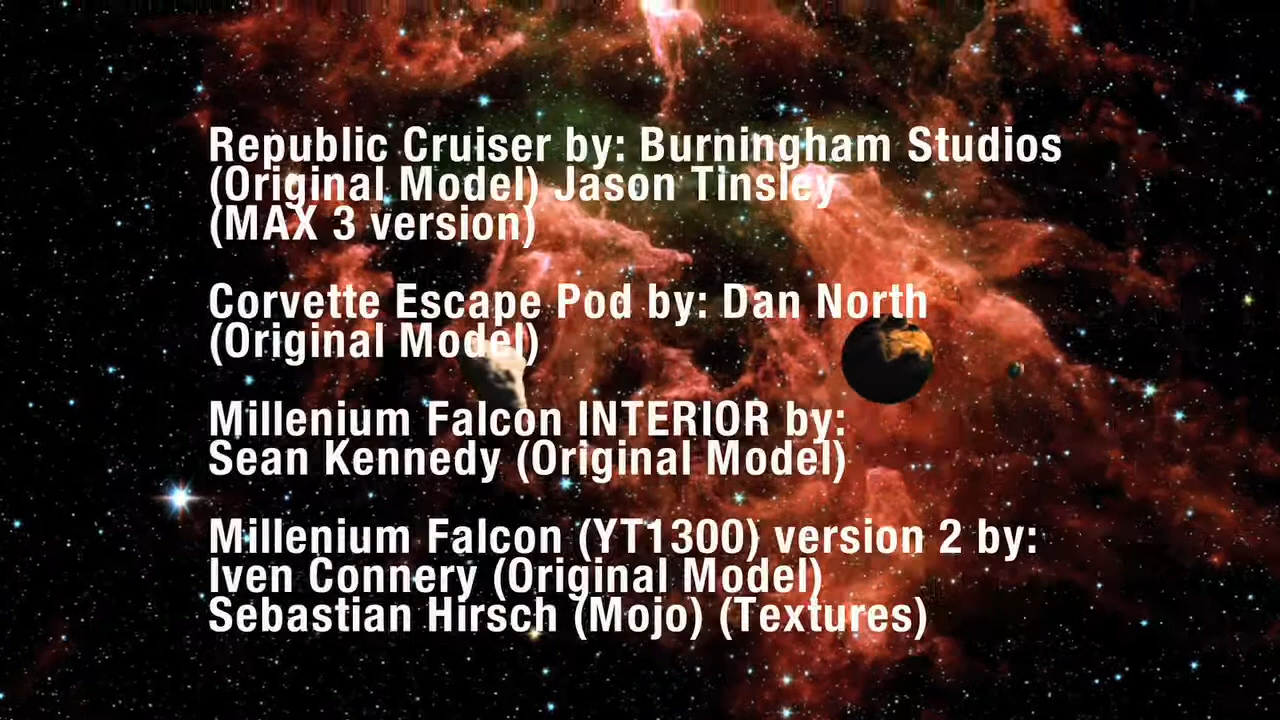 Republic Cruiser by: Burningham Studios
(Original Model) Jason Tinsley
(MAX 3 version)
Corvette Escape Pod by: Dan North
(Original Model)
Millenium Falcon INTERIOR by:
Sean Kennedy (Original Model)
Millenium Falcon (YT1300) version 2 by:
Iven Connery (Original Model)
Sebastian Hirsch (Mojo) (Textures)